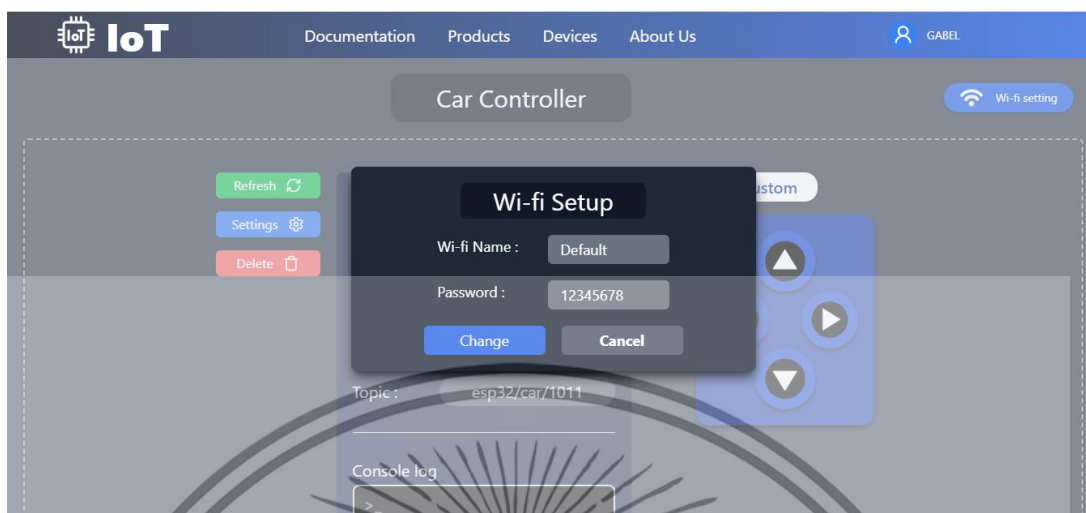 IoT IoT Documentation Products Devices About Us GABEL
Car Controller
Wi-fi setting
Refresh
Settings
Delete
Wi-fi Setup
Wi-fi Name : Default
Password : 12345678
Change Cancel
Topic : esp32/car/1011
Console log
>_